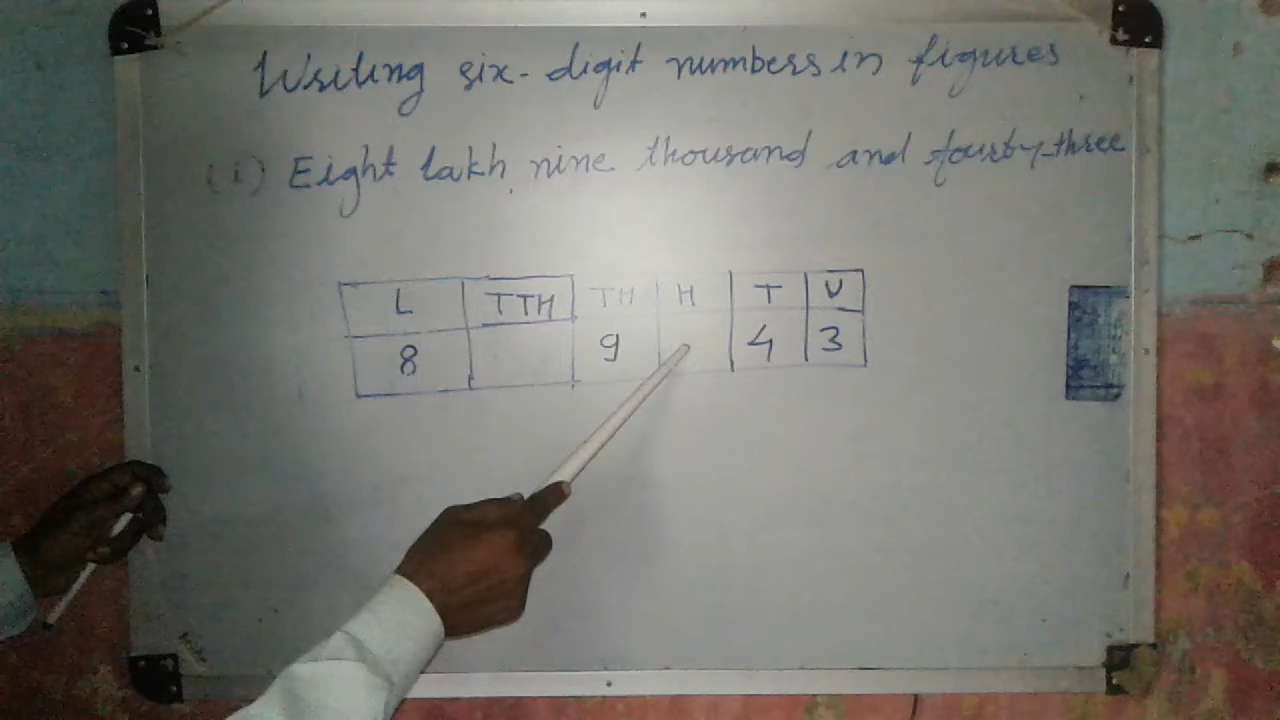 Writing six-digit numbers in figures
(i) Eight lakh nine thousand and fourty-three
L TTH TH H T U
8 9 4 3